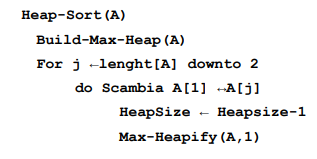 Heap-Sort(A)
Build-Max-Heap(A)
For j ←lenght[A] downto 2
do Scambia A[1] ↔A[j]
HeapSize ← Heapsize-1
Max-Heapify(A,1)